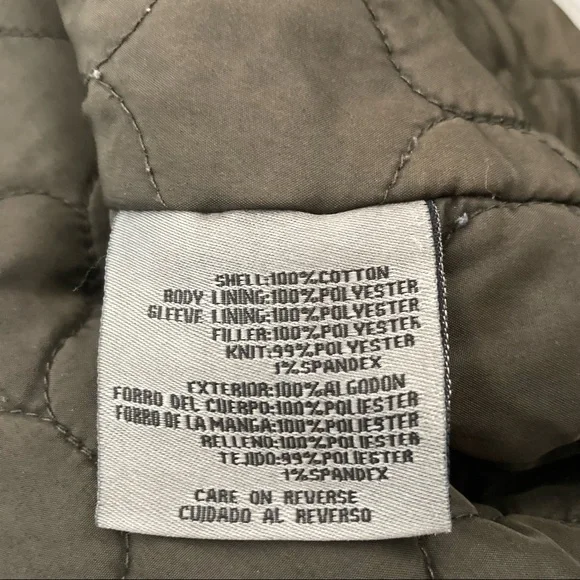 SHELL:100%COTTON
BODY LINING:100%POLYESTER
SLEEVE LINING:100%POLYESTER
FILLER:100%POLYESTER
KNIT:99%POLYESTER
1%SPANDEX
EXTERIOR:100%ALGODON
FORRO DEL CUERPO:100%POLIESTER
FORRO DE LA MANGA:100%POLIESTER
RELLENO:100%POLIESTER
TEJIDO:99%POLIESTER
1%SPANDEX
CARE ON REVERSE
CUIDADO AL REVERSO